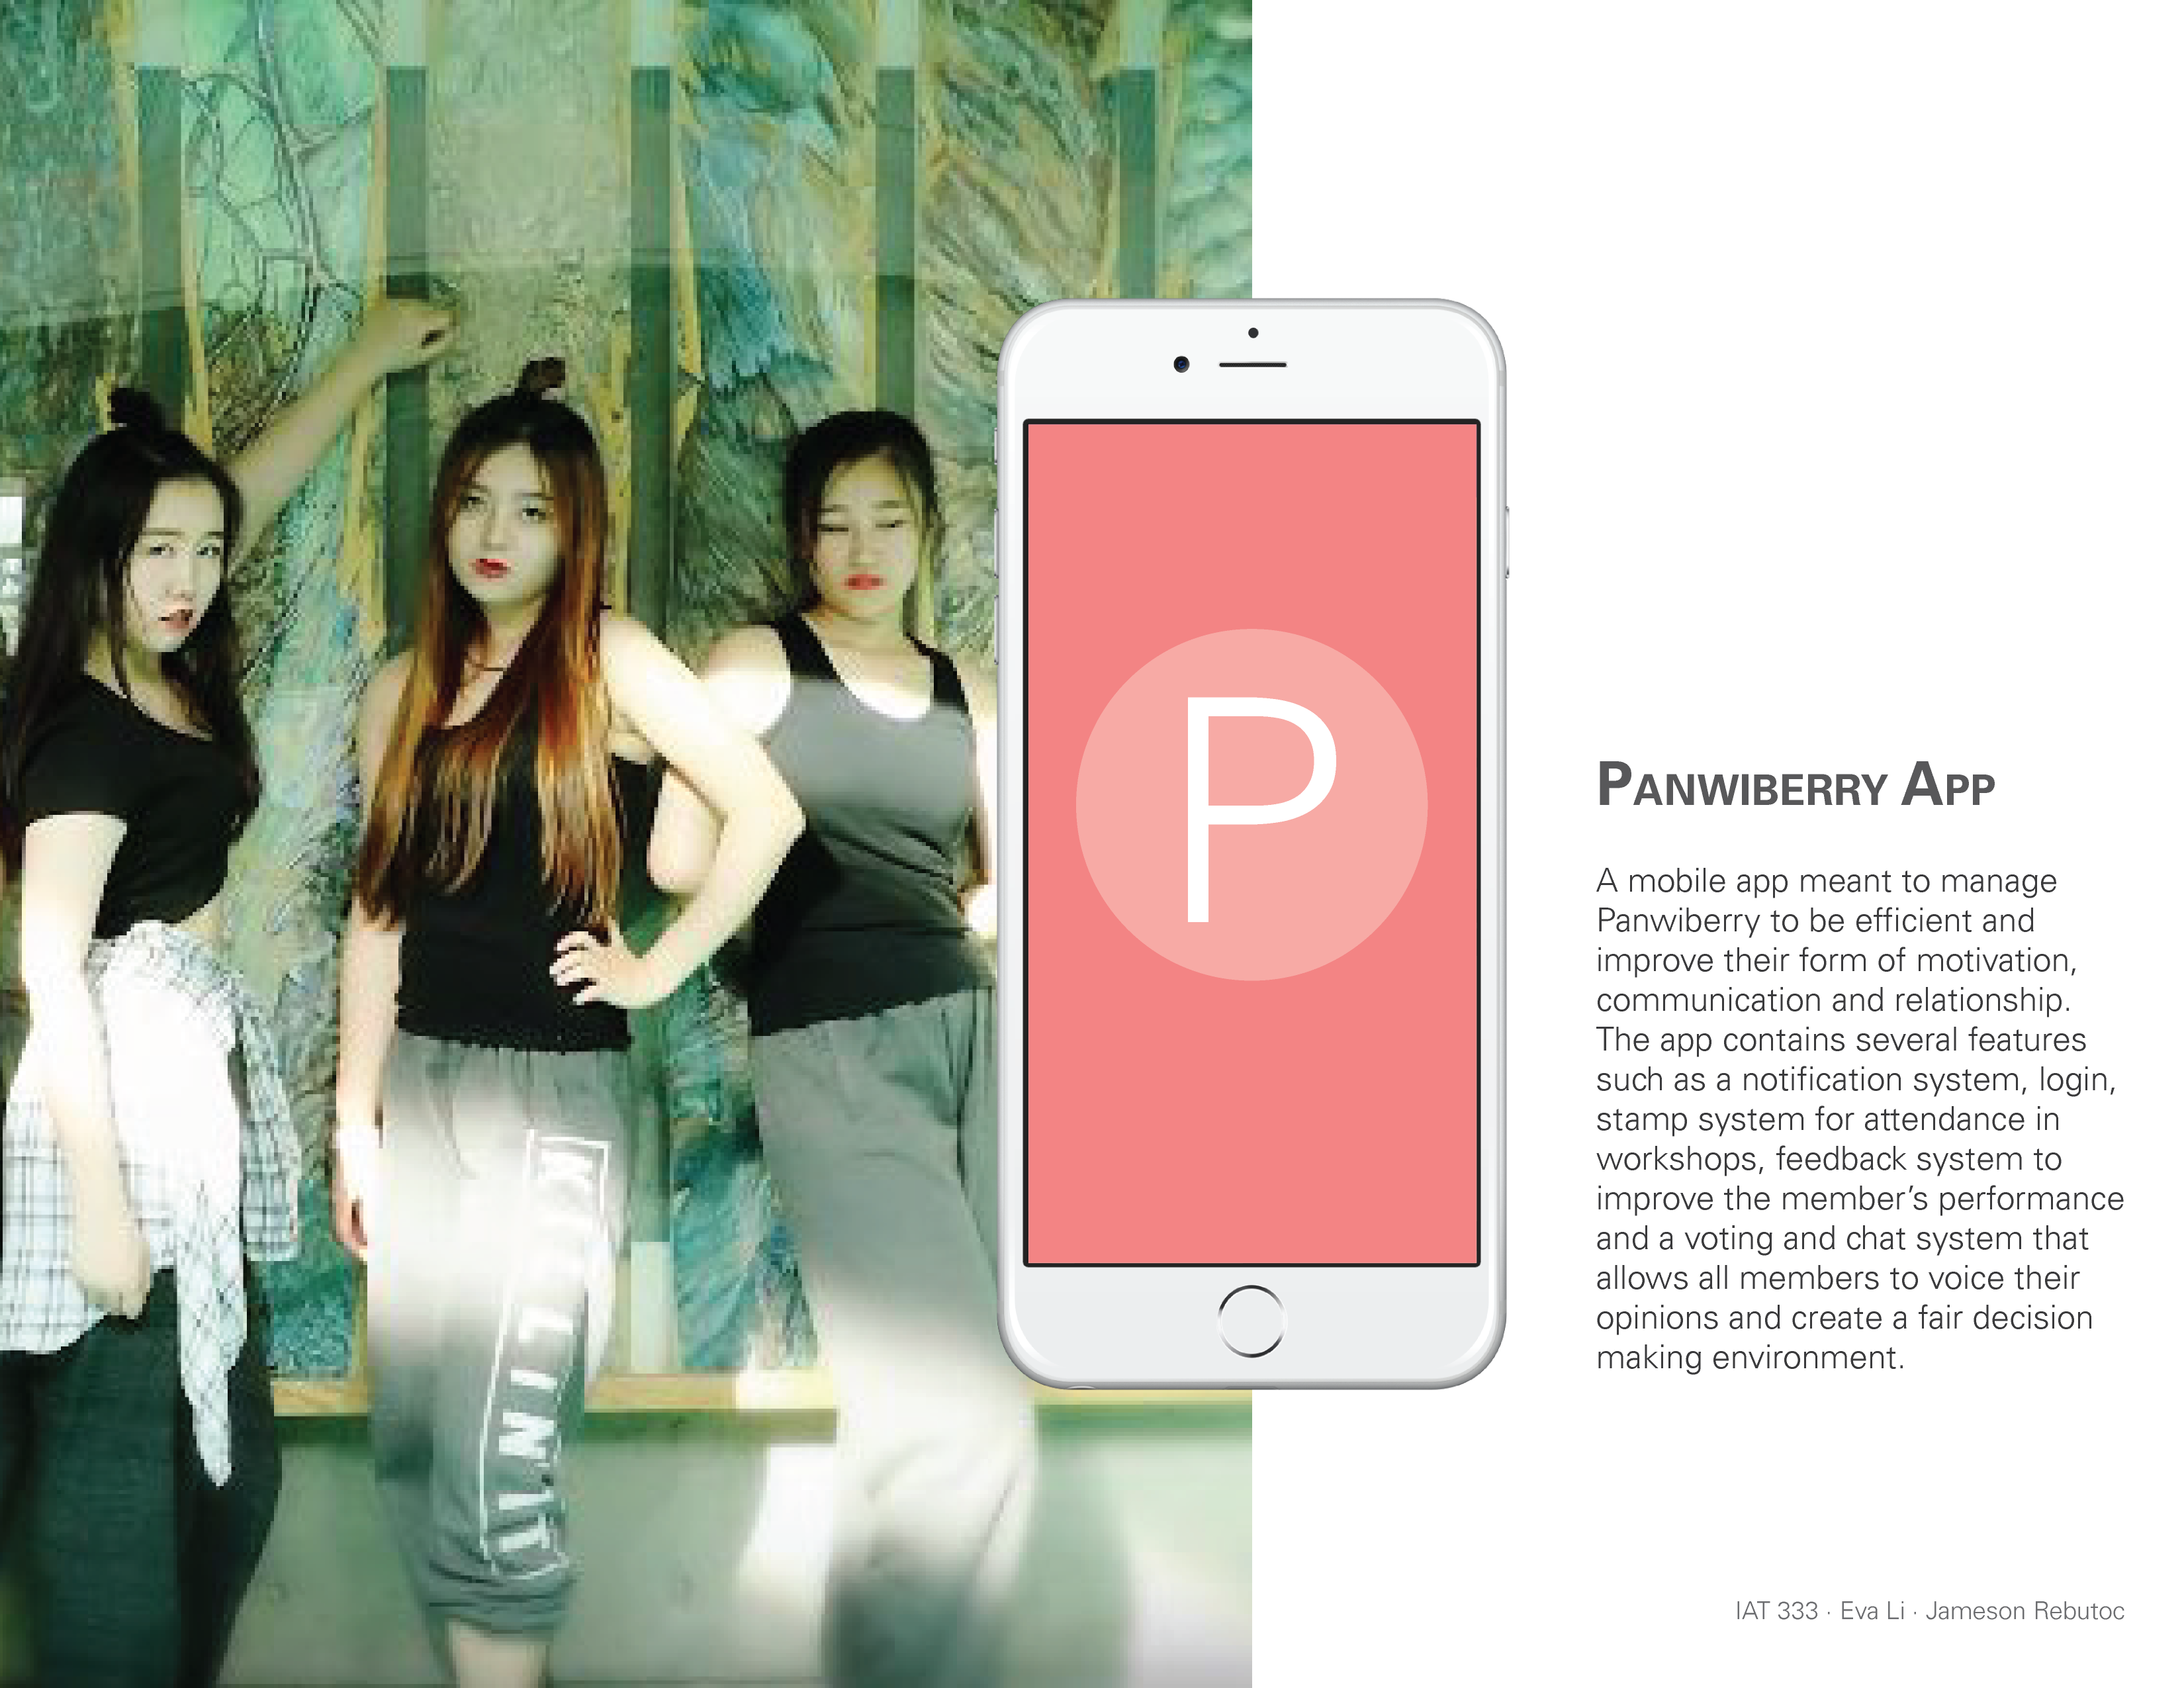 P
PANWIBERRY APP
A mobile app meant to manage
Panwiberry to be efficient and
improve their form of motivation,
communication and relationship.
The app contains several features
such as a notification system, login,
stamp system for attendance in
workshops, feedback system to
improve the member’s performance
and a voting and chat system that
allows all members to voice their
opinions and create a fair decision
making environment.
KILLIN'IT
IAT 333 · Eva Li · Jameson Rebutoc